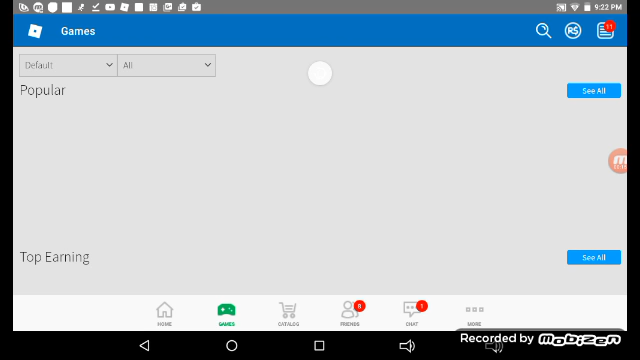 9:22 PM
Games
R$
11
Default
All
Popular
See All
Top Earning
See All
8
1
HOME
GAMES
CATALOG
FRIENDS
CHAT
MORE
Recorded by MOBIZEN